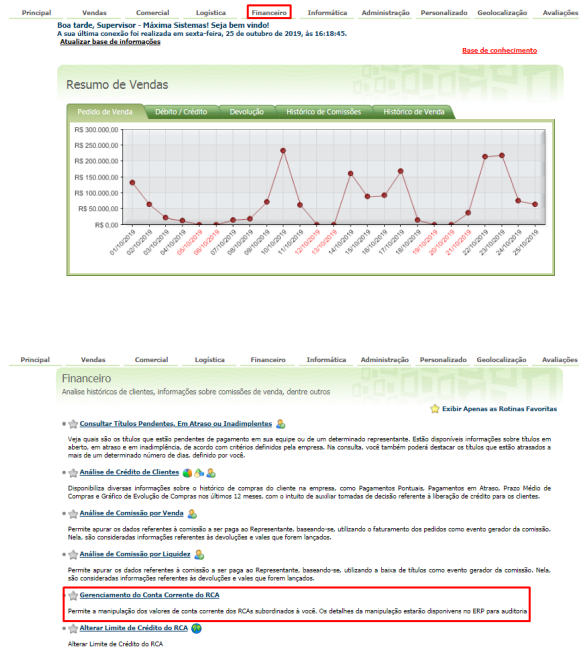 Principal Vendas Comercial Logística Financeiro Informática Administração Personalizado Geolocalização Avaliações
Boa tarde, Supervisor - Máxima Sistemas! Seja bem vindo!
A sua última conexão foi realizada em sexta-feira, 25 de outubro de 2019, às 16:18:45.
Atualizar base de informações
Base de conhecimento
Resumo de Vendas
Pedido de Venda Débito / Crédito Devolução Histórico de Comissões Histórico de Venda
R$ 300.000,00
R$ 250.000,00
R$ 200.000,00
R$ 150.000,00
R$ 100.000,00
R$ 50.000,00
R$ 0,00
01/10/2019 02/10/2019 03/10/2019 04/10/2019 05/10/2019 06/10/2019 07/10/2019 08/10/2019 09/10/2019 10/10/2019 11/10/2019 12/10/2019 13/10/2019 14/10/2019 15/10/2019 16/10/2019 17/10/2019 18/10/2019 19/10/2019 20/10/2019 21/10/2019 22/10/2019 23/10/2019 24/10/2019 25/10/2019
Principal Vendas Comercial Logística Financeiro Informática Administração Personalizado Geolocalização Avaliações
Financeiro
Analise históricos de clientes, informações sobre comissões de venda, dentre outros
Exibir Apenas as Rotinas Favoritas
Consultar Títulos Pendentes, Em Atraso ou Inadimplentes
Veja quais são os títulos que estão pendentes de pagamento em sua equipe ou de um determinado representante. Estão disponíveis informações sobre títulos em
aberto, em atraso e em inadimplência, de acordo com critérios definidos pela empresa. Na consulta, você também poderá destacar os títulos que estão atrasados a
mais de um determinado número de dias, definido por você.
Análise de Crédito de Clientes
Disponibiliza diversas informações sobre o histórico de compras do cliente na empresa, como Pagamentos Pontuais, Pagamentos em Atraso, Prazo Médio de
Compras e Gráfico de Evolução de Compras nos últimos 12 meses, com o intuito de auxiliar tomadas de decisão referente à liberação de crédito para os clientes.
Análise de Comissão por Venda
Permite apurar os dados referentes à comissão a ser paga ao Representante, baseando-se, utilizando o faturamento dos pedidos como evento gerador da comissão.
Nela, são consideradas informações referentes às devoluções e vales que forem lançados.
Análise de Comissão por Liquidez
Permite apurar os dados referentes à comissão a ser paga ao Representante, baseando-se, utilizando a baixa de títulos como evento gerador da comissão. Nela,
são consideradas informações referentes às devoluções e vales que forem lançados.
Gerenciamento do Conta Corrente do RCA
Permite a manipulação dos valores de conta corrente dos RCAs subordinados à você. Os detalhes da manipulação estarão disponivens no ERP para auditoria
Alterar Limite de Crédito do RCA
Alterar Limite de Crédito do RCA